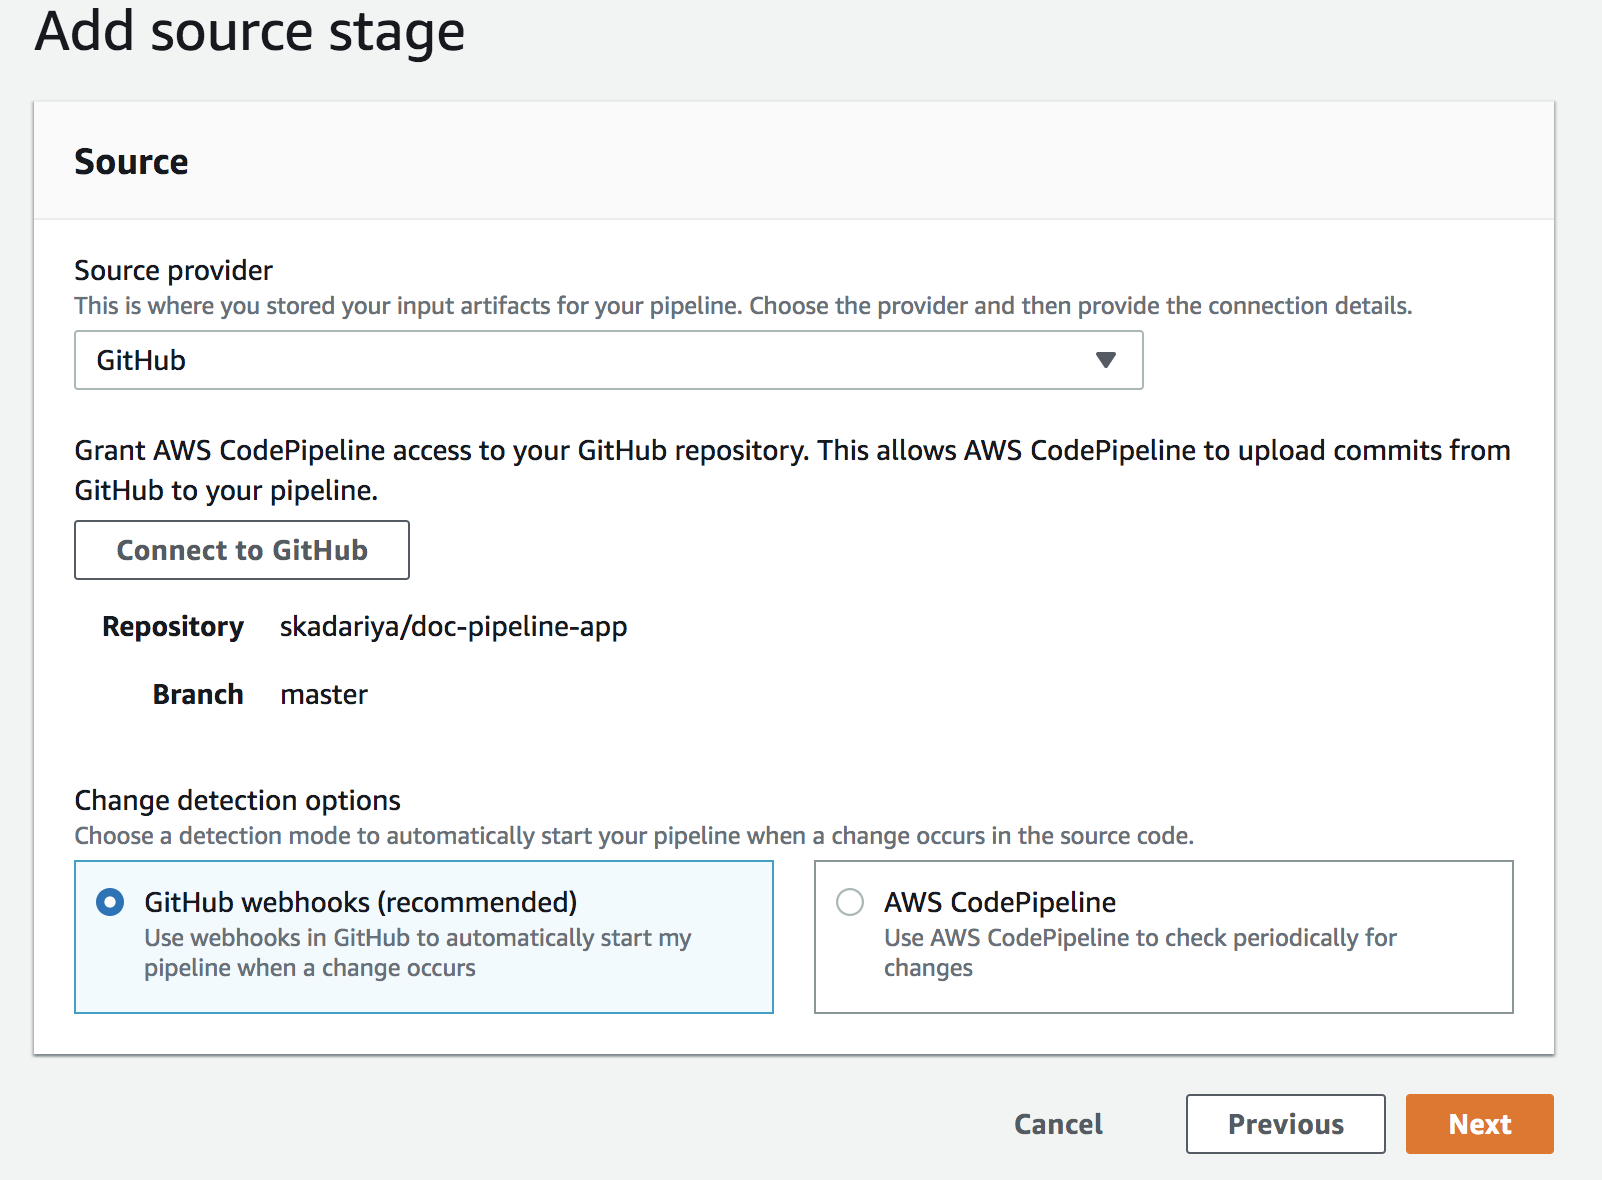 Add source stage
Source
Source provider
This is where you stored your input artifacts for your pipeline. Choose the provider and then provide the connection details.
GitHub
Grant AWS CodePipeline access to your GitHub repository. This allows AWS CodePipeline to upload commits from
GitHub to your pipeline.
Connect to GitHub
Repository skadariya/doc-pipeline-app
Branch master
Change detection options
Choose a detection mode to automatically start your pipeline when a change occurs in the source code.
GitHub webhooks (recommended)
Use webhooks in GitHub to automatically start my
pipeline when a change occurs
AWS CodePipeline
Use AWS CodePipeline to check periodically for
changes
Cancel
Previous
Next